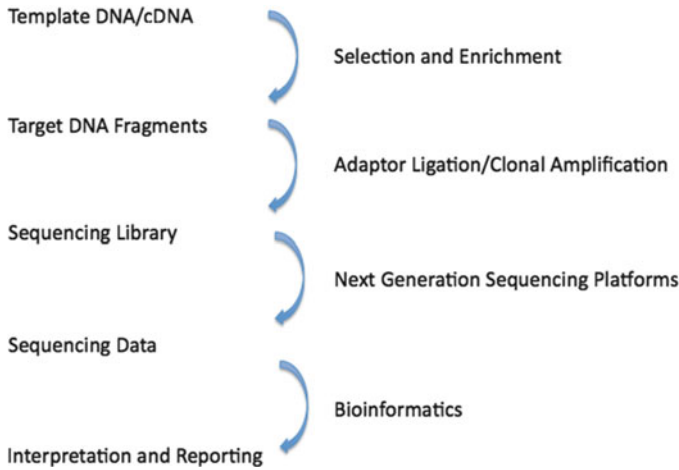 Template DNA/cDNA
Selection and Enrichment
Target DNA Fragments
Adaptor Ligation/Clonal Amplification
Sequencing Library
Next Generation Sequencing Platforms
Sequencing Data
Bioinformatics
Interpretation and Reporting